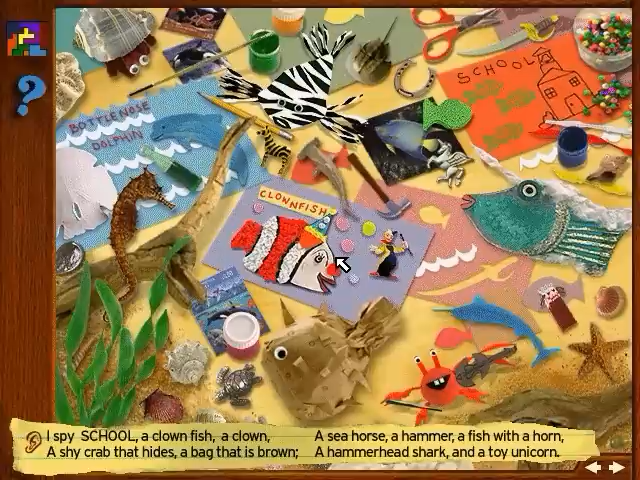 SCHOOL
BOTTLENOSE
DOLPHIN
CLOWNFISH
I spy SCHOOL, a clown fish, a clown,
A shy crab that hides, a bag that is brown;
A sea horse, a hammer, a fish with a horn,
A hammerhead shark, and a toy unicorn.